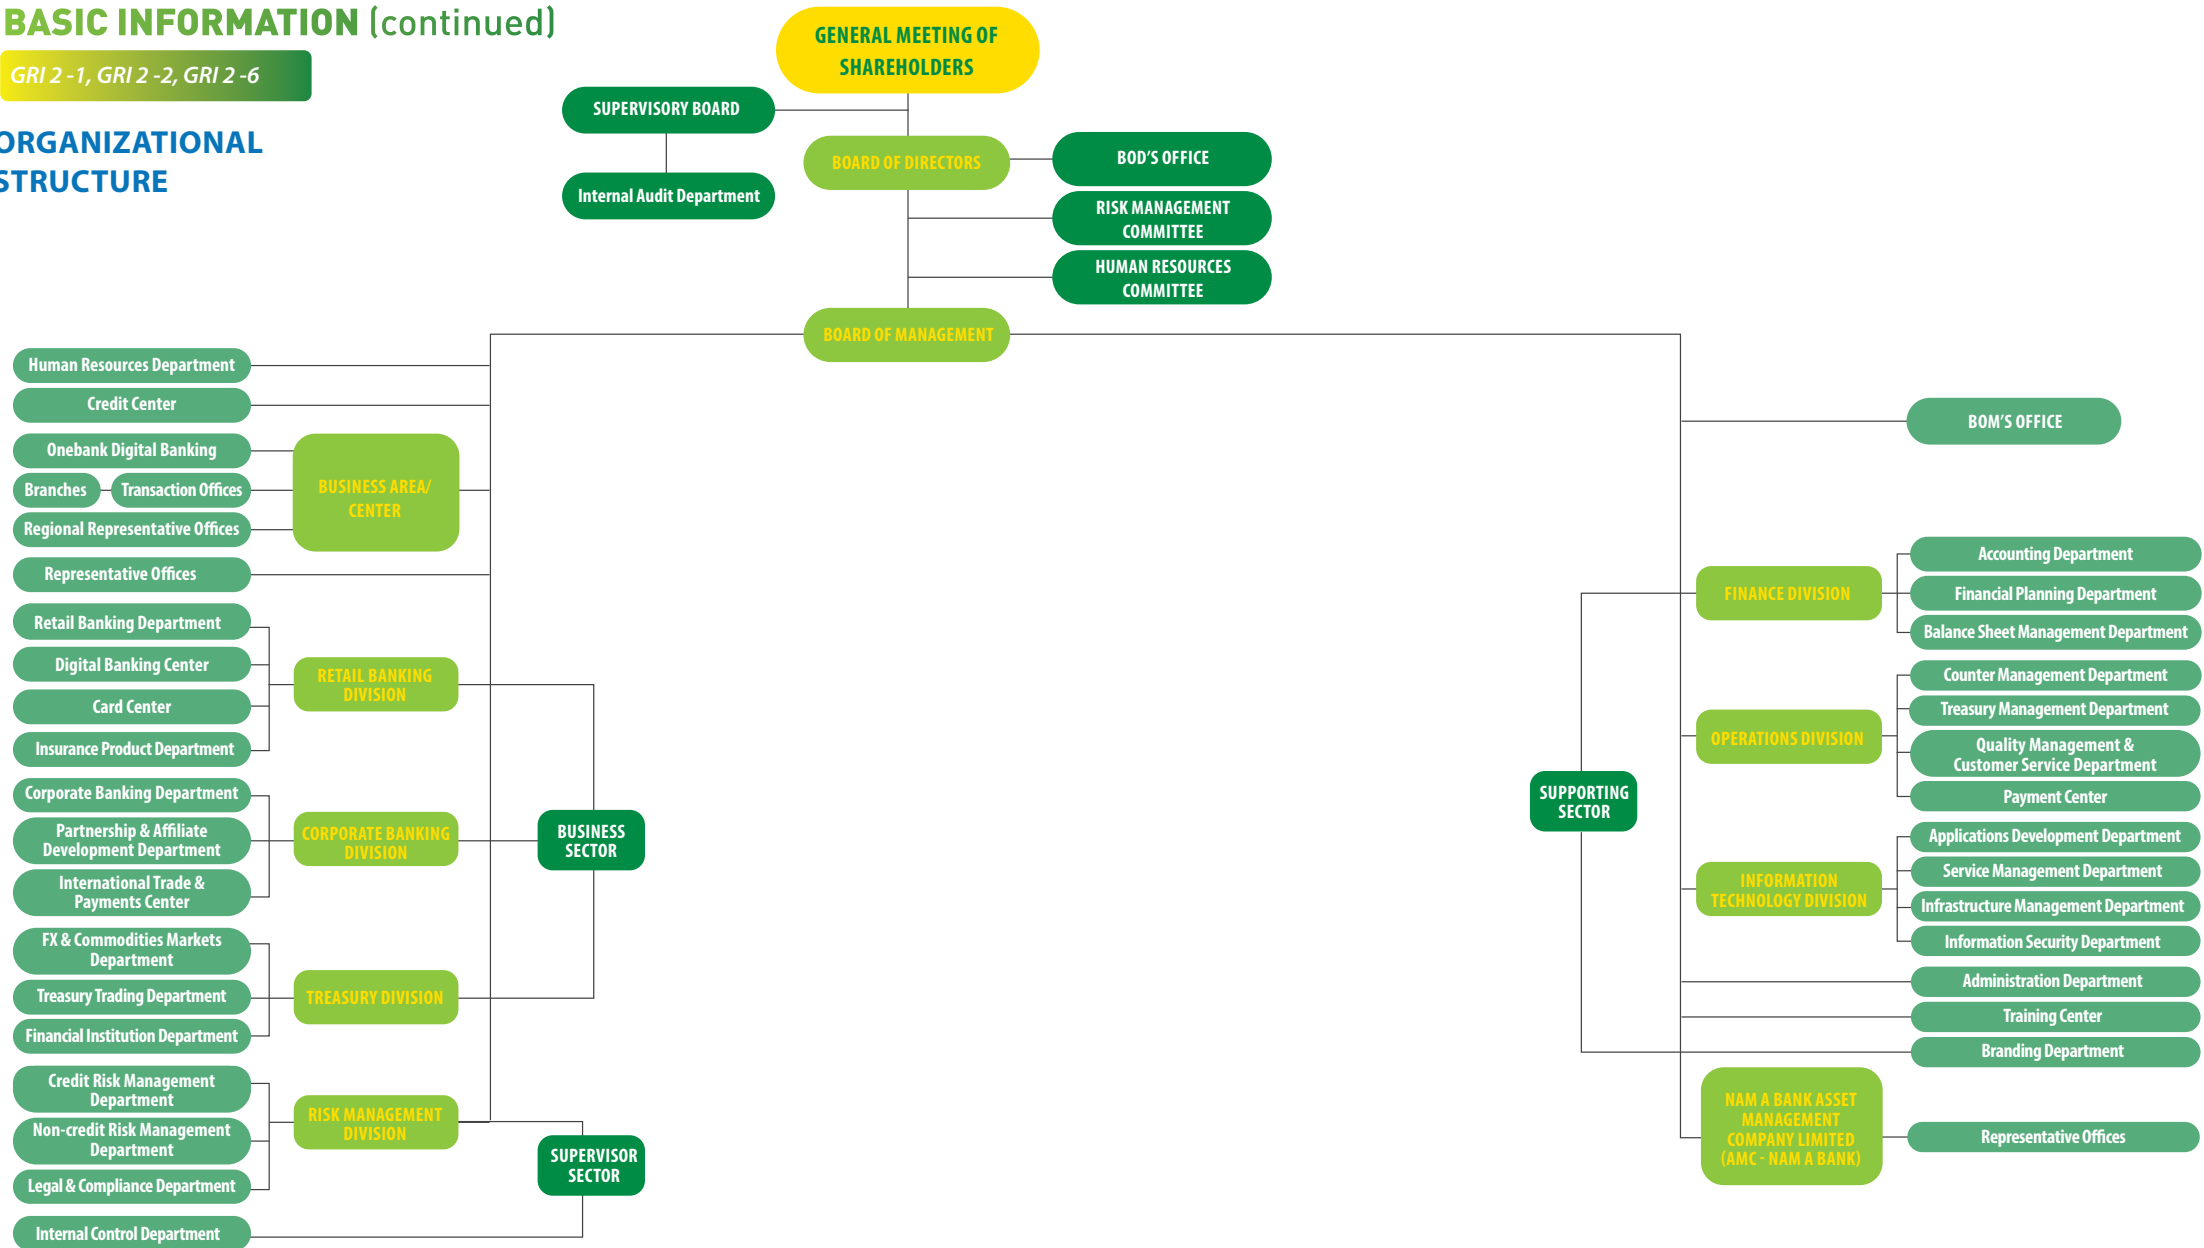 BASIC INFORMATION (continued)
GRI 2 -1, GRI 2 -2, GRI 2 -6
ORGANIZATIONAL
STRUCTURE
GENERAL MEETING OF
SHAREHOLDERS
SUPERVISORY BOARD
Internal Audit Department
BOARD OF DIRECTORS
BOD'S OFFICE
RISK MANAGEMENT
COMMITTEE
HUMAN RESOURCES
COMMITTEE
BOARD OF MANAGEMENT
Human Resources Department
Credit Center
Onebank Digital Banking
Branches
Transaction Offices
Regional Representative Offices
BUSINESS AREA/
CENTER
Representative Offices
Retail Banking Department
Digital Banking Center
Card Center
Insurance Product Department
RETAIL BANKING
DIVISION
Corporate Banking Department
Partnership & Affiliate
Development Department
International Trade &
Payments Center
CORPORATE BANKING
DIVISION
BUSINESS
SECTOR
FX & Commodities Markets
Department
Treasury Trading Department
Financial Institution Department
TREASURY DIVISION
Credit Risk Management
Department
Non-credit Risk Management
Department
Legal & Compliance Department
RISK MANAGEMENT
DIVISION
SUPERVISOR
SECTOR
Internal Control Department
BOM'S OFFICE
SUPPORTING
SECTOR
FINANCE DIVISION
Accounting Department
Financial Planning Department
Balance Sheet Management Department
OPERATIONS DIVISION
Counter Management Department
Treasury Management Department
Quality Management &
Customer Service Department
Payment Center
INFORMATION
TECHNOLOGY DIVISION
Applications Development Department
Service Management Department
Infrastructure Management Department
Information Security Department
Administration Department
Training Center
Branding Department
NAM A BANK ASSET
MANAGEMENT
COMPANY LIMITED
(AMC - NAM A BANK)
Representative Offices